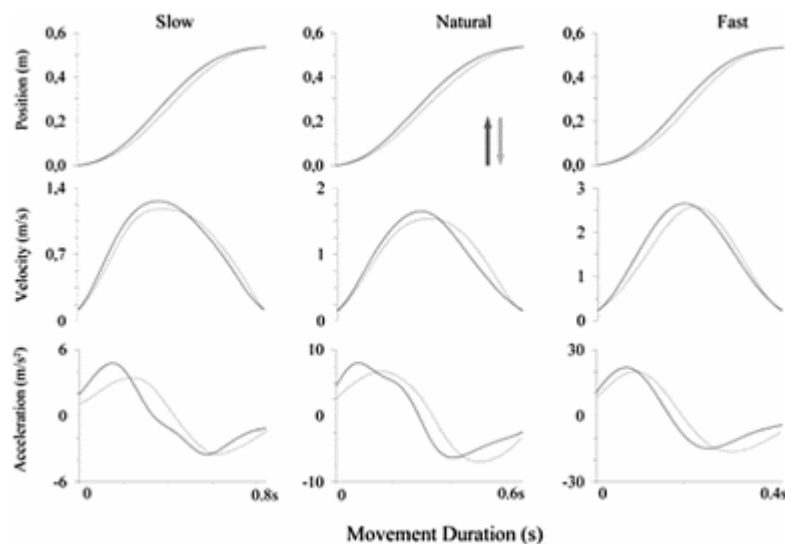 Slow Natural Fast
Position (m)
0,6 0,6 0,6
0,4 0,4 0,4
0,2 0,2 0,2
0,0 0,0 0,0
Velocity (m/s)
1,4 2 3
2
0,7 1
1
0 0 0
Acceleration (m/s²)
6 10 30
0 0 0
-6 -10 -30
0 0.8s 0 0.6s 0 0.4s
Movement Duration (s)